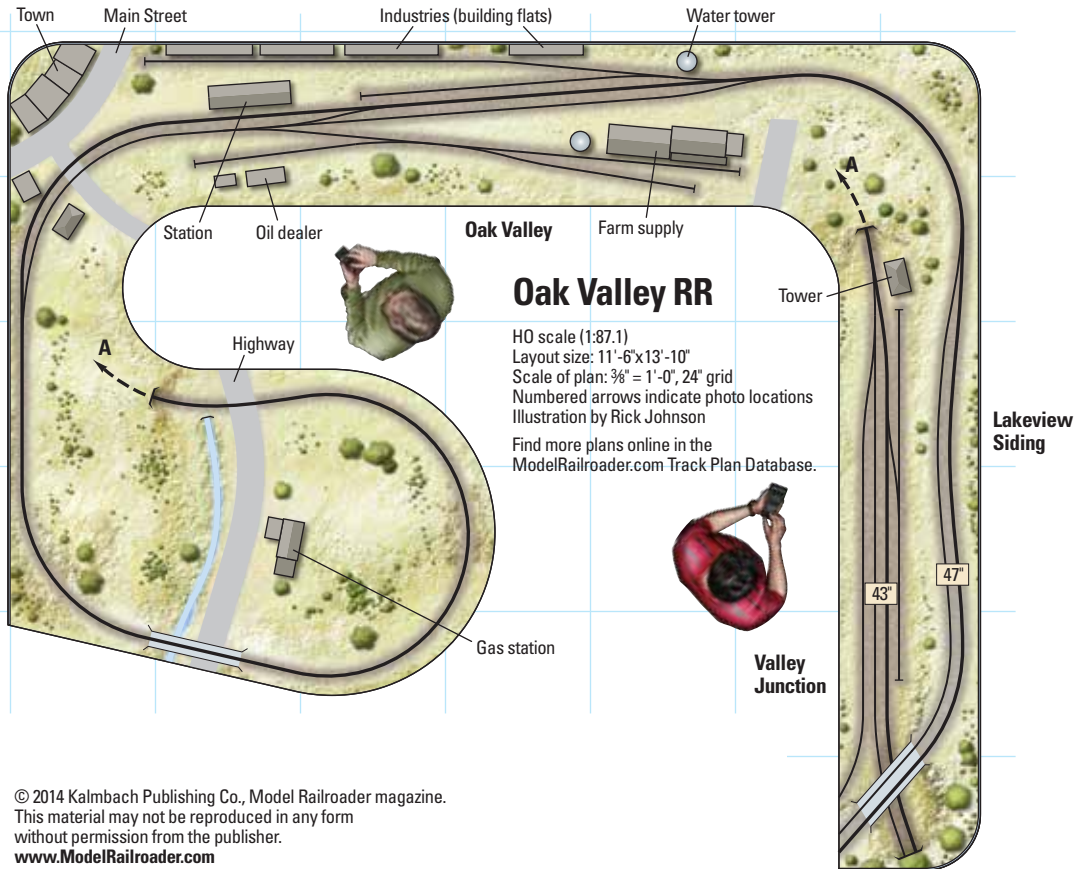 Town
Main Street
Industries (building flats)
Water tower
A
Station
Oil dealer
Oak Valley
Farm supply
Oak Valley RR
Tower
HO scale (1:87.1)
Layout size: 11'-6"x13'-10"
Scale of plan: ⅜" = 1'-0", 24" grid
Numbered arrows indicate photo locations
Illustration by Rick Johnson
Find more plans online in the
ModelRailroader.com Track Plan Database.
A
Highway
Lakeview
Siding
47"
43"
Gas station
Valley
Junction
© 2014 Kalmbach Publishing Co., Model Railroader magazine.
This material may not be reproduced in any form
without permission from the publisher.
www.ModelRailroader.com